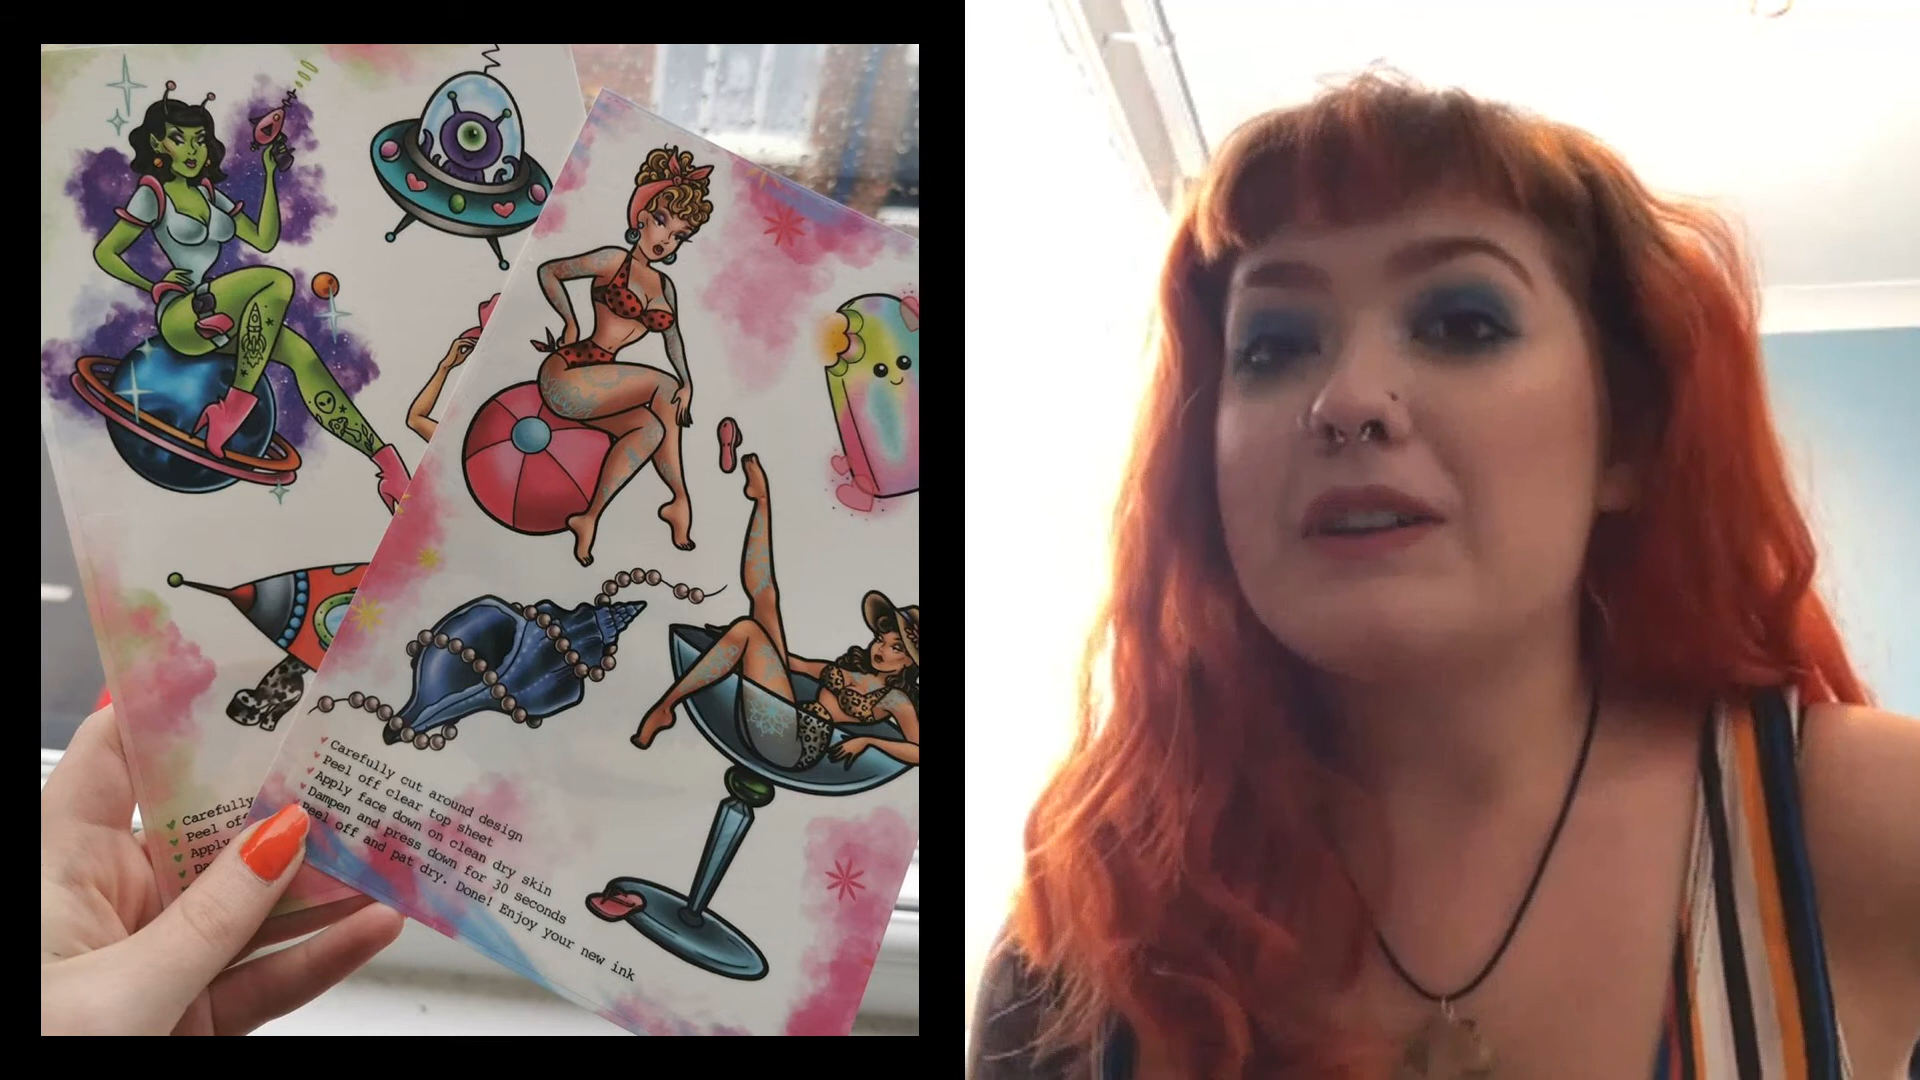 Carefully
Peel off
Apply
Carefully cut around design
Peel off clear top sheet
Apply face down on clean dry skin
Dampen and press down for 30 seconds
Peel off and pat dry. Done! Enjoy your new ink